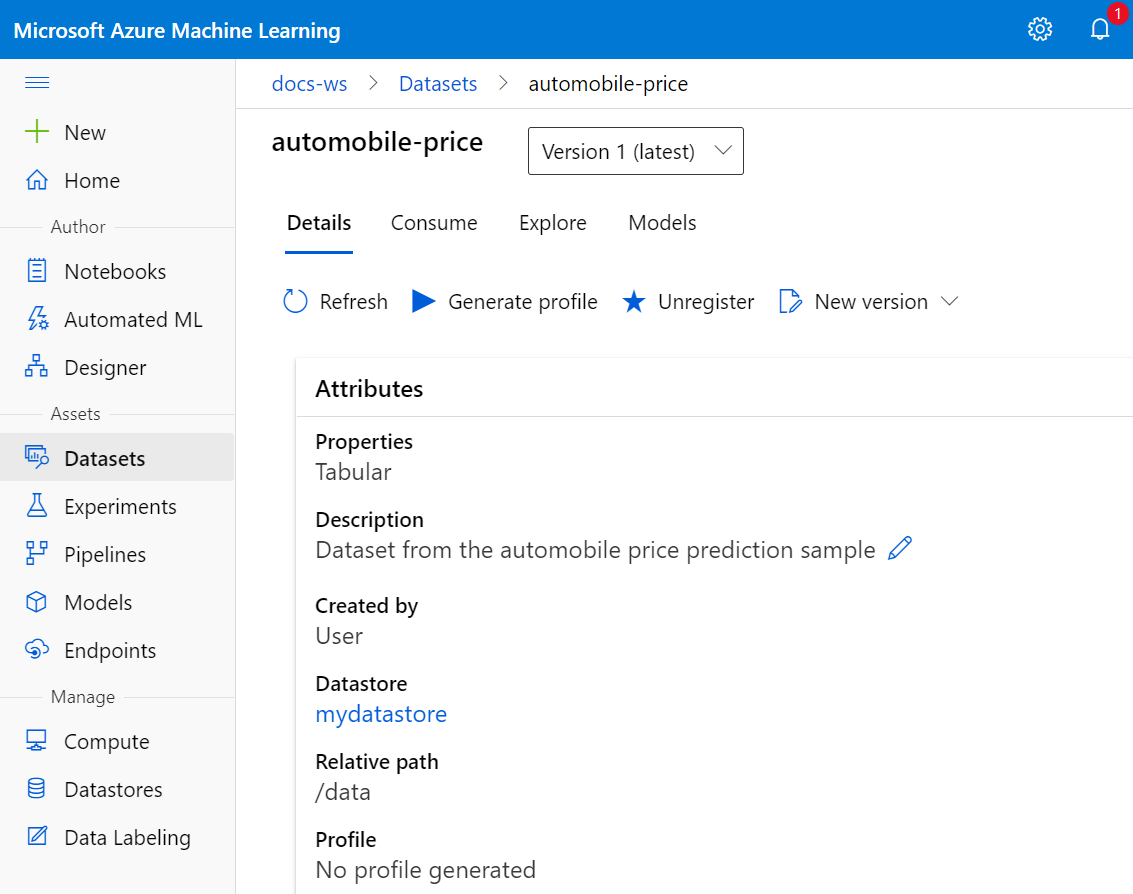 Microsoft Azure Machine Learning
1
New
Home
Author
Notebooks
Automated ML
Designer
Assets
Datasets
Experiments
Pipelines
Models
Endpoints
Manage
Compute
Datastores
Data Labeling
docs-ws > Datasets > automobile-price
automobile-price
Version 1 (latest)
Details Consume Explore Models
Refresh Generate profile Unregister New version
Attributes
Properties
Tabular
Description
Dataset from the automobile price prediction sample
Created by
User
Datastore
mydatastore
Relative path
/data
Profile
No profile generated